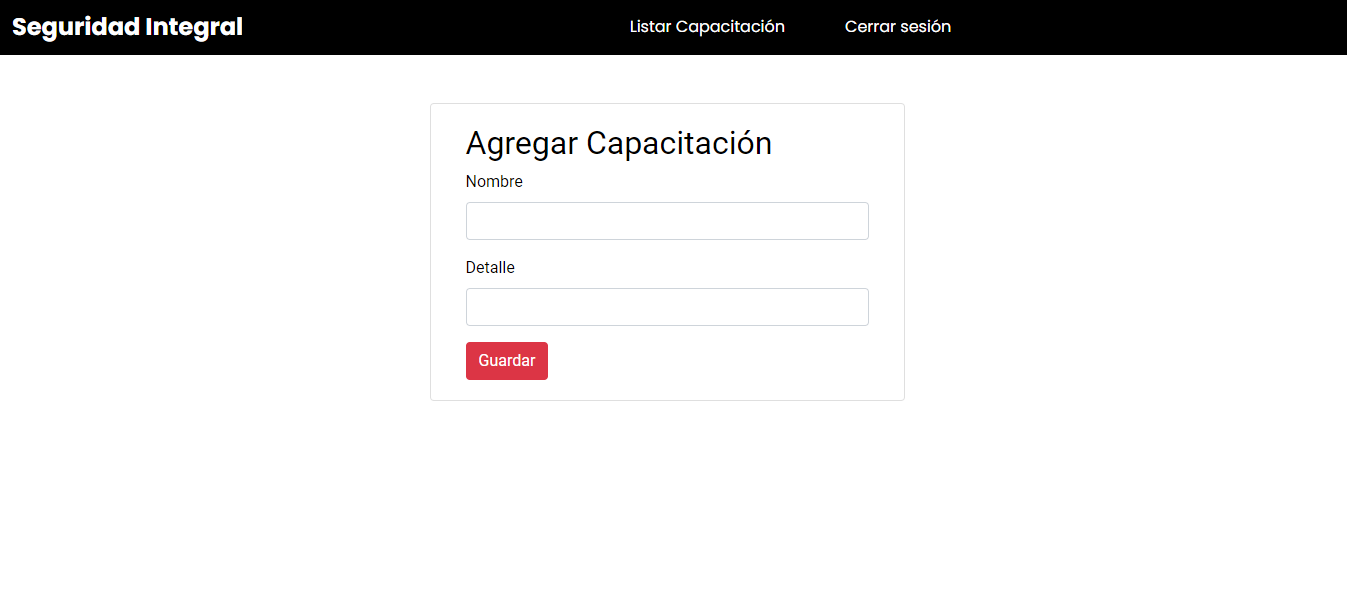 Seguridad Integral
Listar Capacitación
Cerrar sesión
Agregar Capacitación
Nombre
Detalle
Guardar